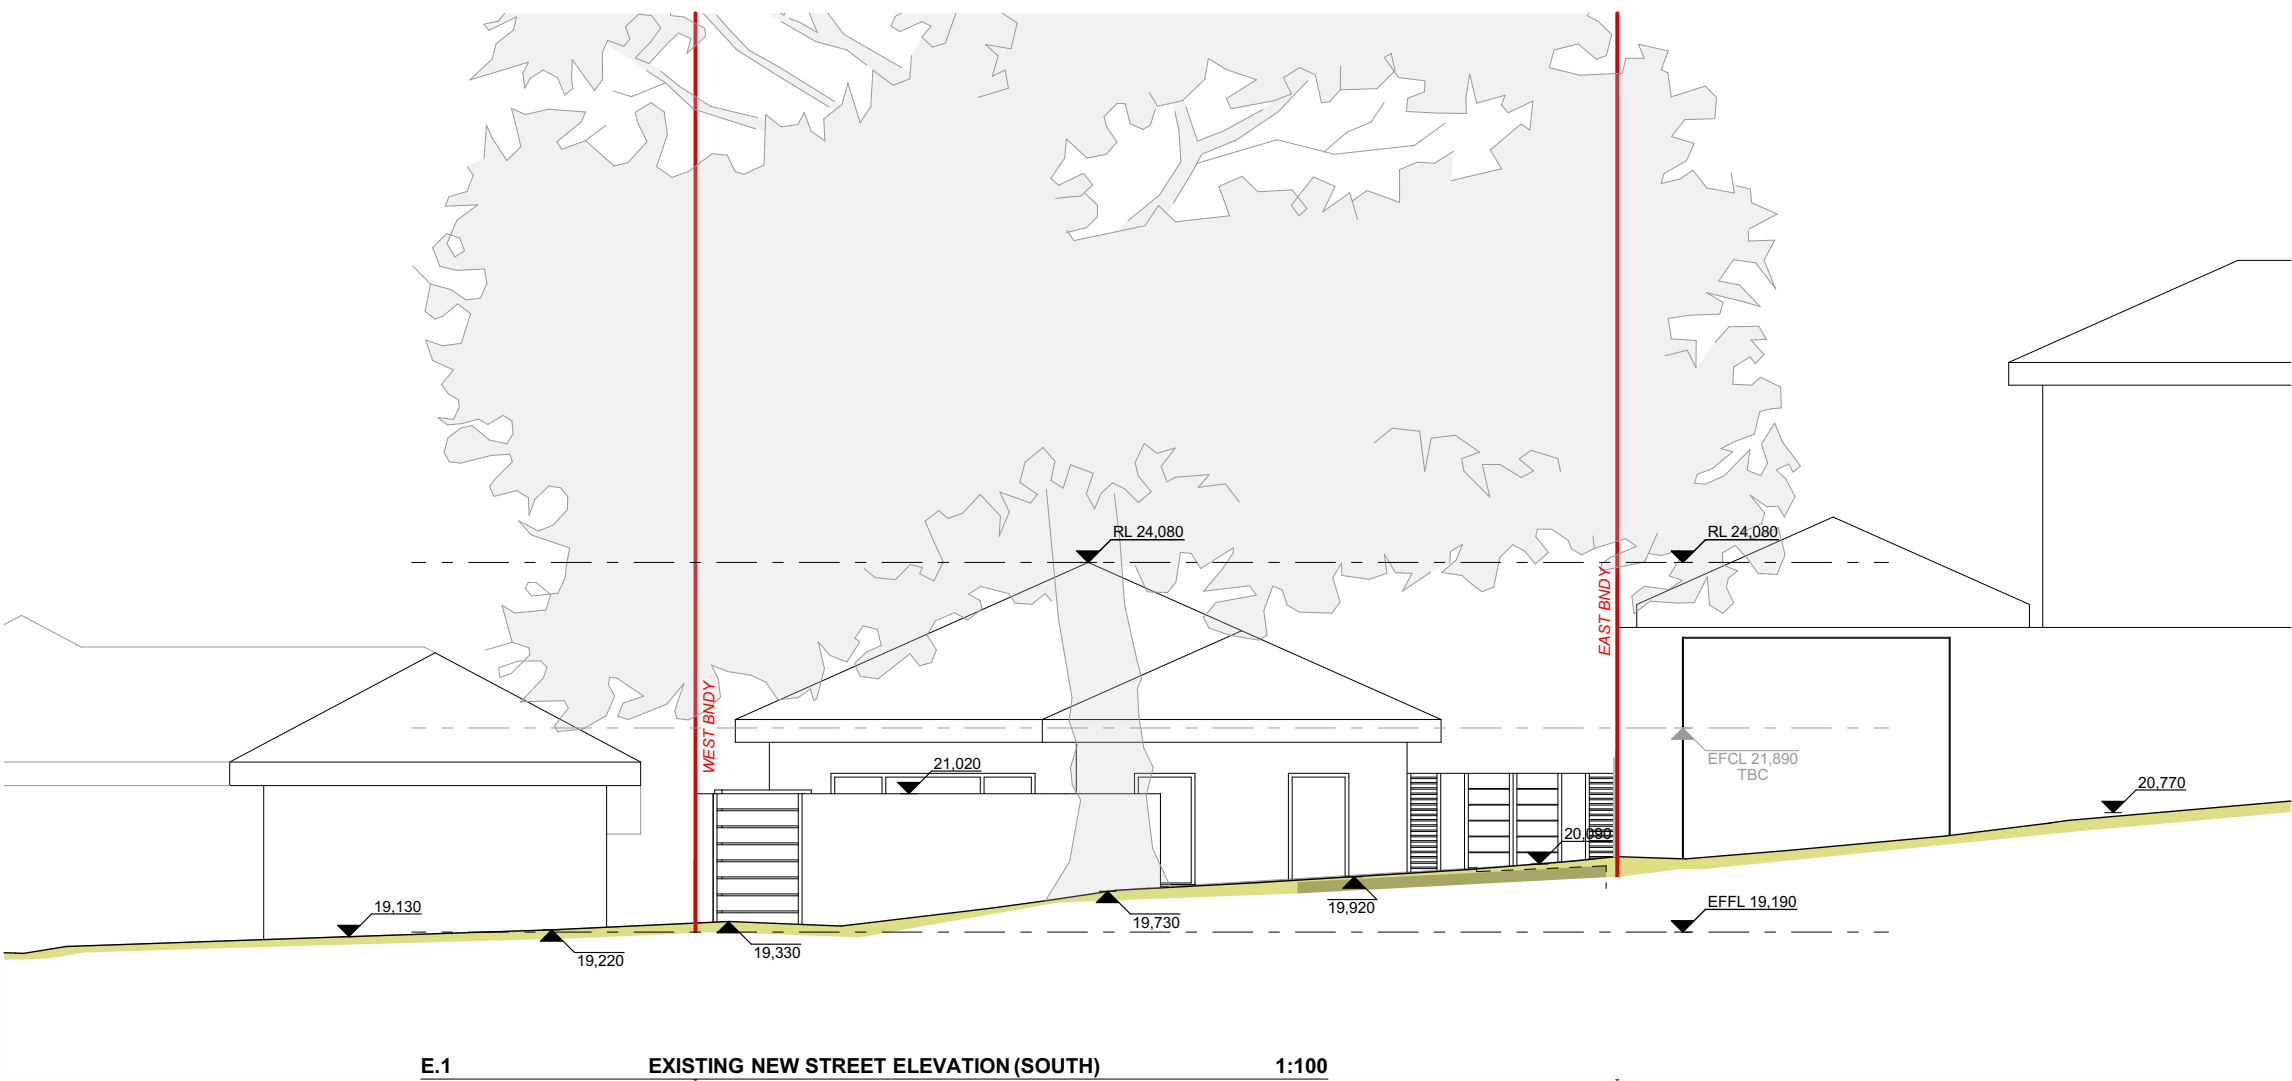 RL 24,080
RL 24,080
EAST BNDY
WEST BNDY
EFCL 21,890
TBC
21,020
20,770
20,090
19,130
19,920
EFFL 19,190
19,730
19,330
19,220
E.1 EXISTING NEW STREET ELEVATION (SOUTH) 1:100